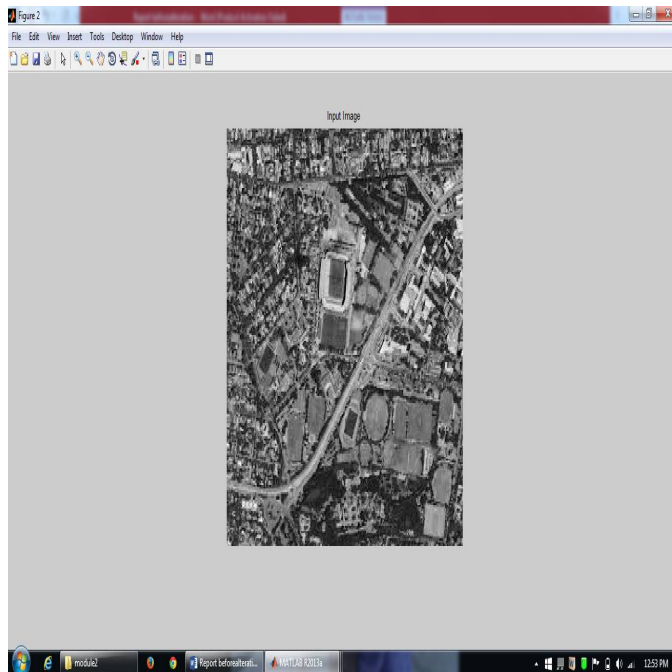 Figure 2
File Edit View Insert Tools Desktop Window Help
Input Image
module2
Report beforealterati...
MATLAB R2013a
12:53 PM